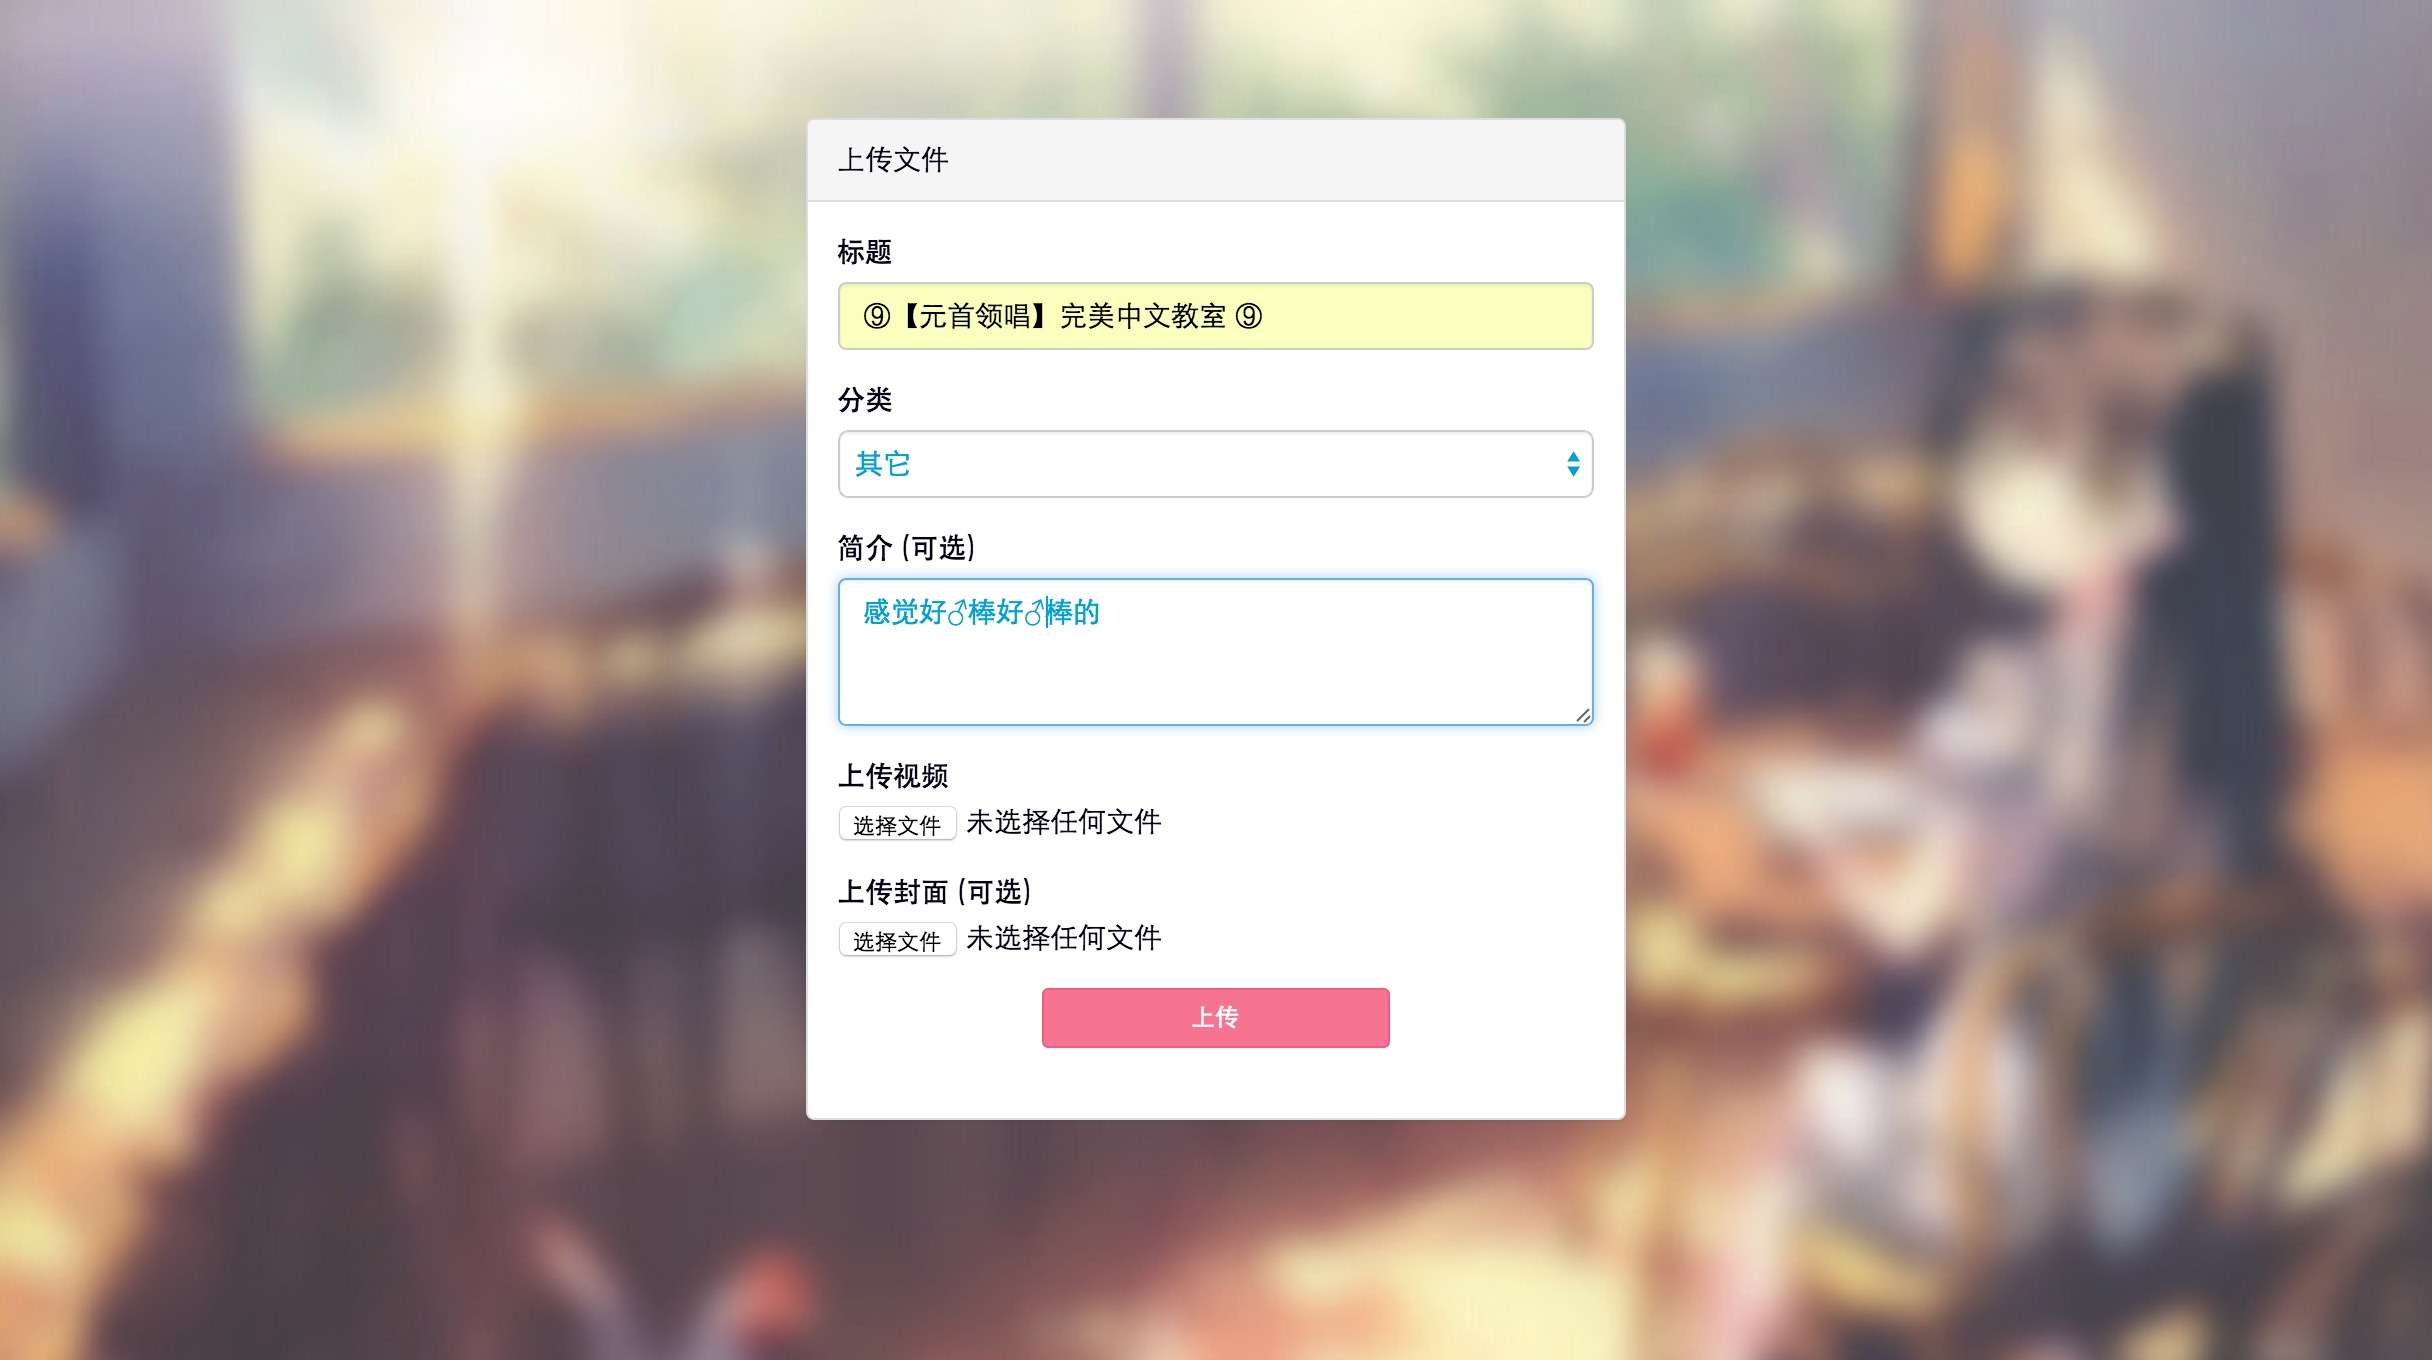 上传文件
标题
⑨【元首领唱】完美中文教室 ⑨
分类
其它
简介 (可选)
感觉好♂棒好♂棒的
上传视频
选择文件 未选择任何文件
上传封面 (可选)
选择文件 未选择任何文件
上传